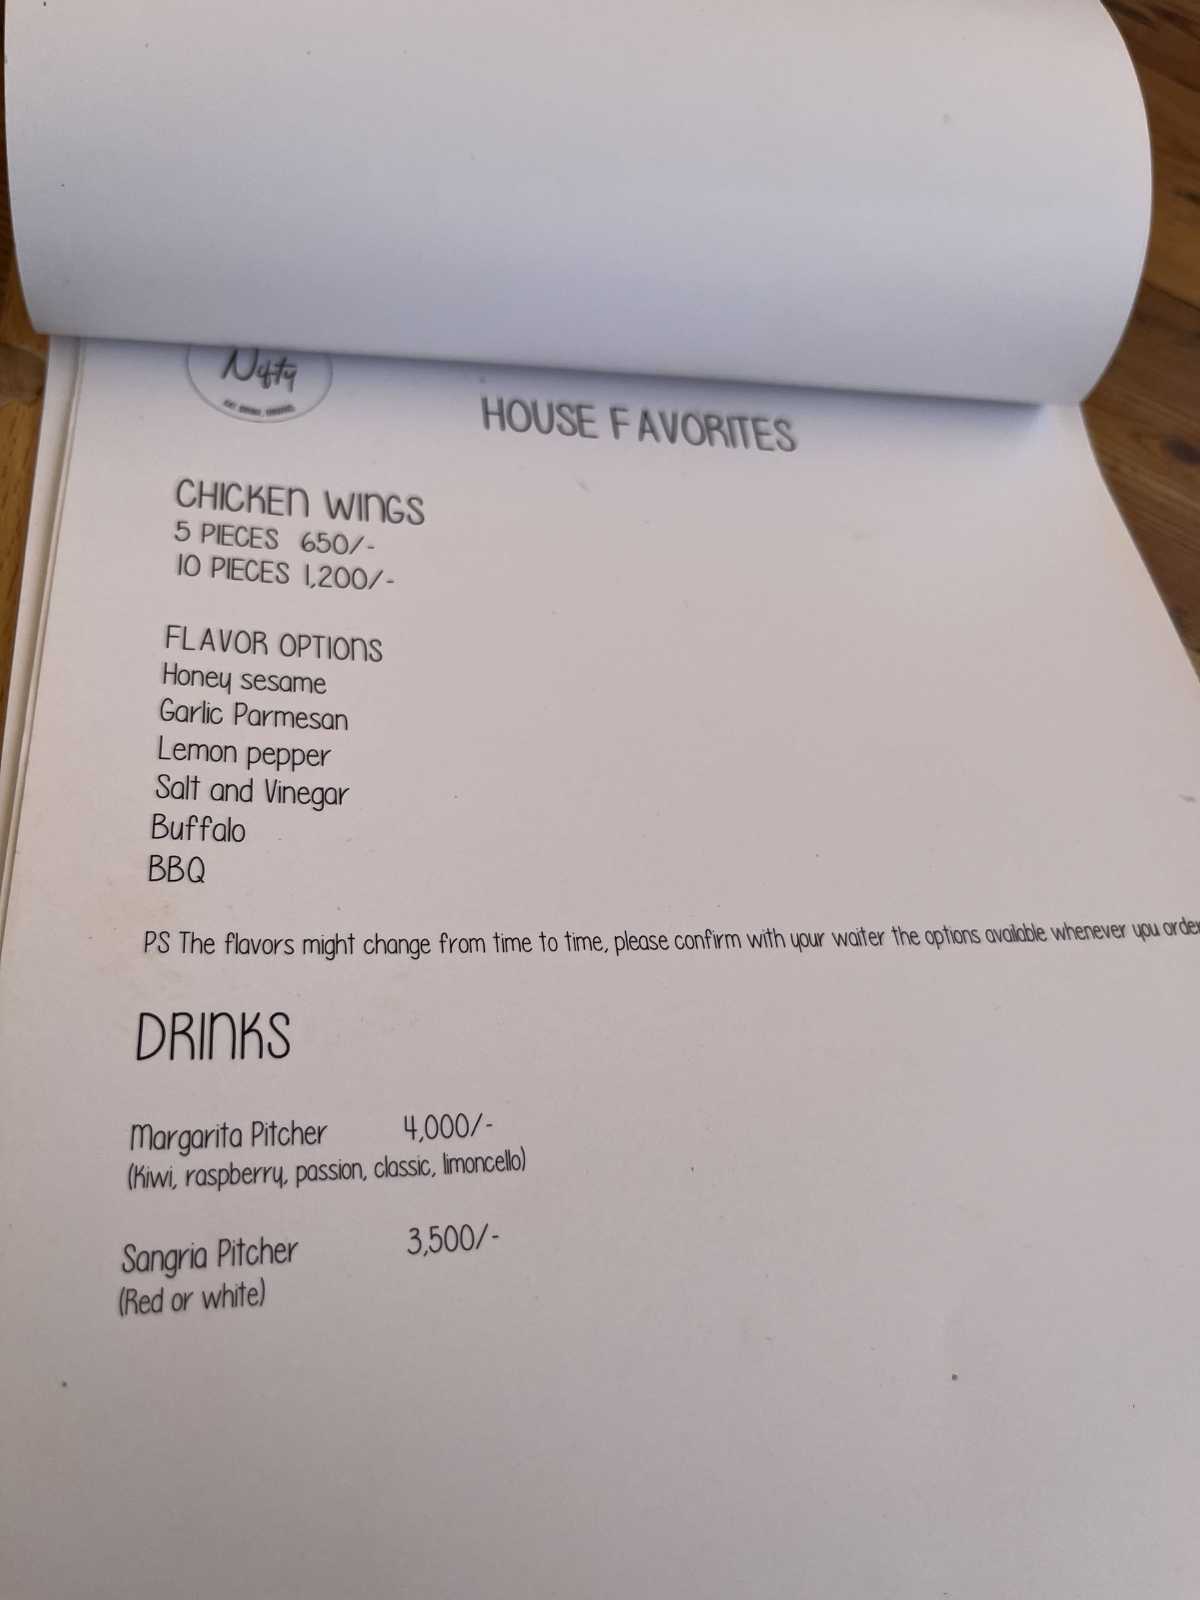 Nyfty
HOUSE FAVORITES
CHICKEN WINGS
5 PIECES 650/-
10 PIECES 1,200/-
FLAVOR OPTIONS
Honey sesame
Garlic Parmesan
Lemon pepper
Salt and Vinegar
Buffalo
BBQ
PS The flavors might change from time to time, please confirm with your waiter the options available whenever you order
DRINKS
Margarita Pitcher 4,000/-
(Kiwi, raspberry, passion, classic, limoncello)
Sangria Pitcher 3,500/-
(Red or white)